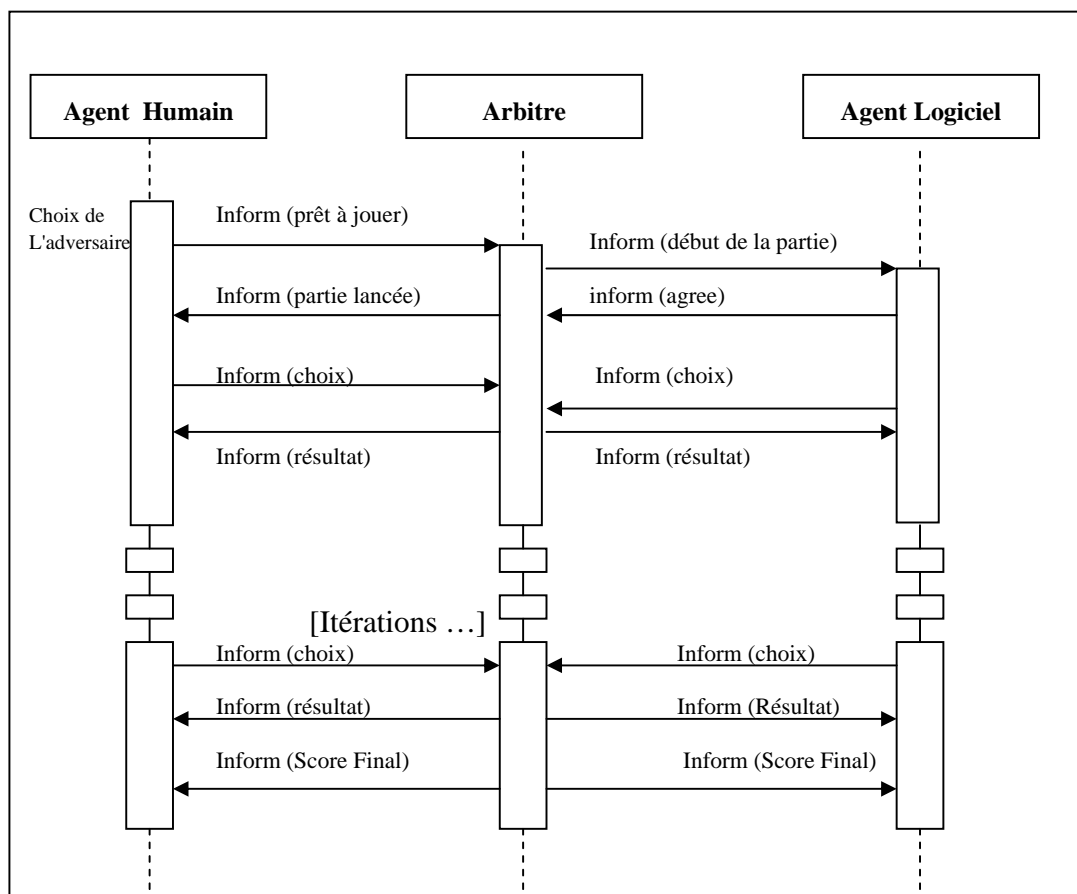 Agent Humain
Arbitre
Agent Logiciel
Choix de
L'adversaire
Inform (prêt à jouer)
Inform (début de la partie)
Inform (partie lancée)
inform (agree)
Inform (choix)
Inform (choix)
Inform (résultat)
Inform (résultat)
[Itérations …]
Inform (choix)
Inform (choix)
Inform (résultat)
Inform (Résultat)
Inform (Score Final)
Inform (Score Final)